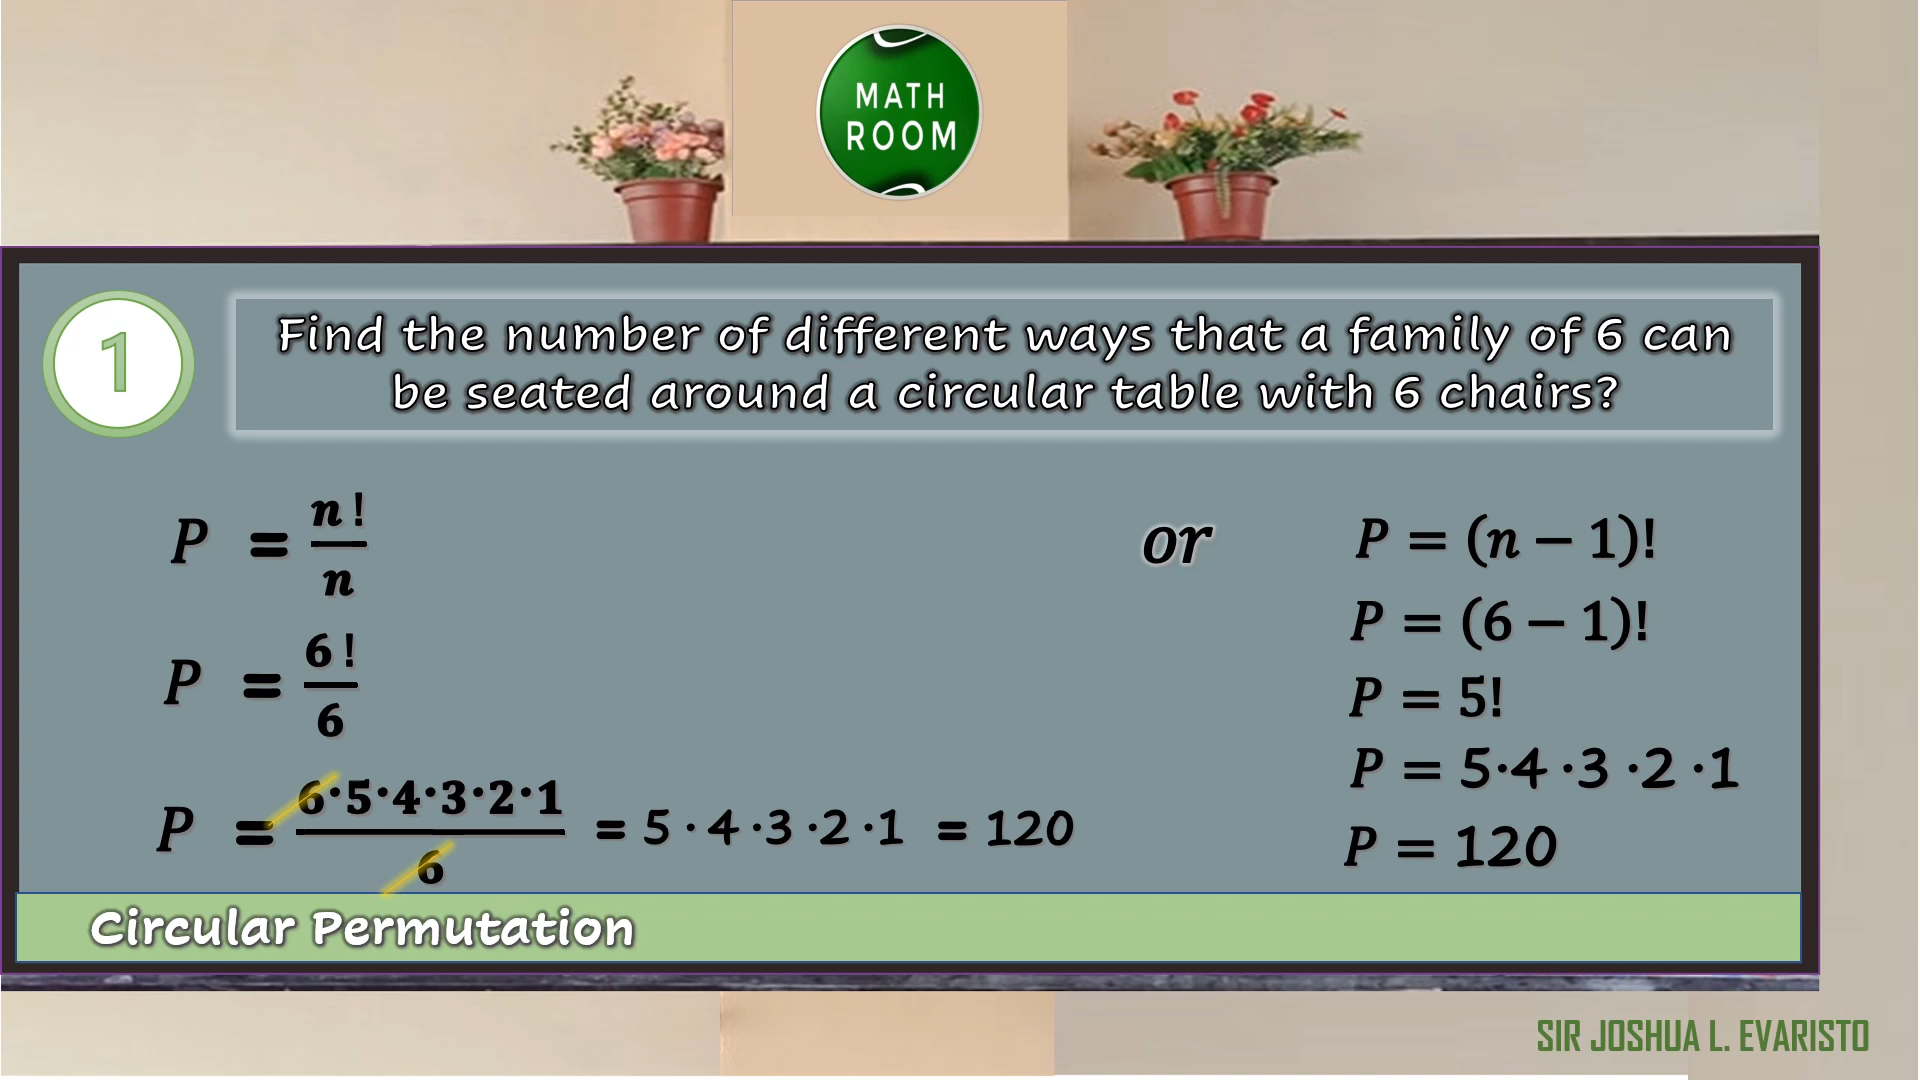 MATH
ROOM
1
Find the number of different ways that a family of 6 can
be seated around a circular table with 6 chairs?
P = n! / n
P = 6! / 6
P = 6·5·4·3·2·1 / 6 = 5 · 4 · 3 · 2 · 1 = 120
or
P = (n − 1)!
P = (6 − 1)!
P = 5!
P = 5·4 ·3 ·2 ·1
P = 120
Circular Permutation
SIR JOSHUA L. EVARISTO